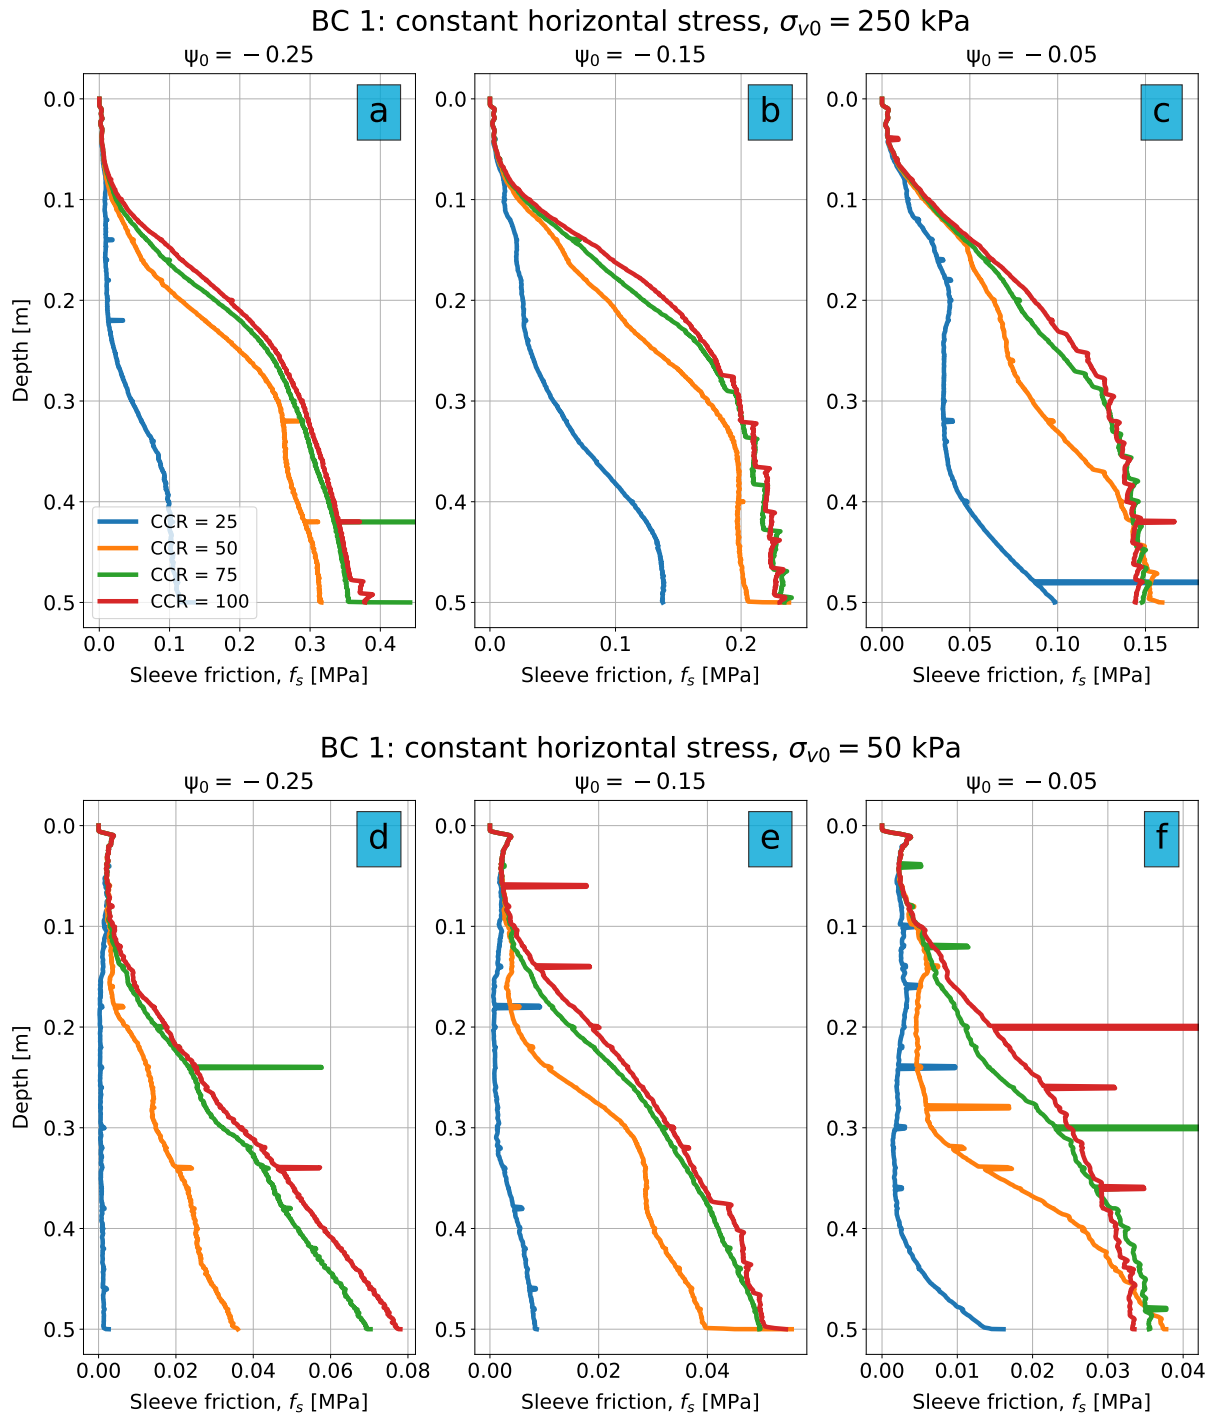 BC 1: constant horizontal stress, σv0 = 250 kPa
ψ0 = −0.25
ψ0 = −0.15
ψ0 = −0.05
a
b
c
Depth [m]
0.0
0.1
0.2
0.3
0.4
0.5
CCR = 25
CCR = 50
CCR = 75
CCR = 100
0.0 0.1 0.2 0.3 0.4
0.0 0.1 0.2
0.00 0.05 0.10 0.15
Sleeve friction, fs [MPa]
Sleeve friction, fs [MPa]
Sleeve friction, fs [MPa]
BC 1: constant horizontal stress, σv0 = 50 kPa
ψ0 = −0.25
ψ0 = −0.15
ψ0 = −0.05
d
e
f
Depth [m]
0.0
0.1
0.2
0.3
0.4
0.5
0.00 0.02 0.04 0.06 0.08
0.00 0.02 0.04
0.00 0.01 0.02 0.03 0.04
Sleeve friction, fs [MPa]
Sleeve friction, fs [MPa]
Sleeve friction, fs [MPa]